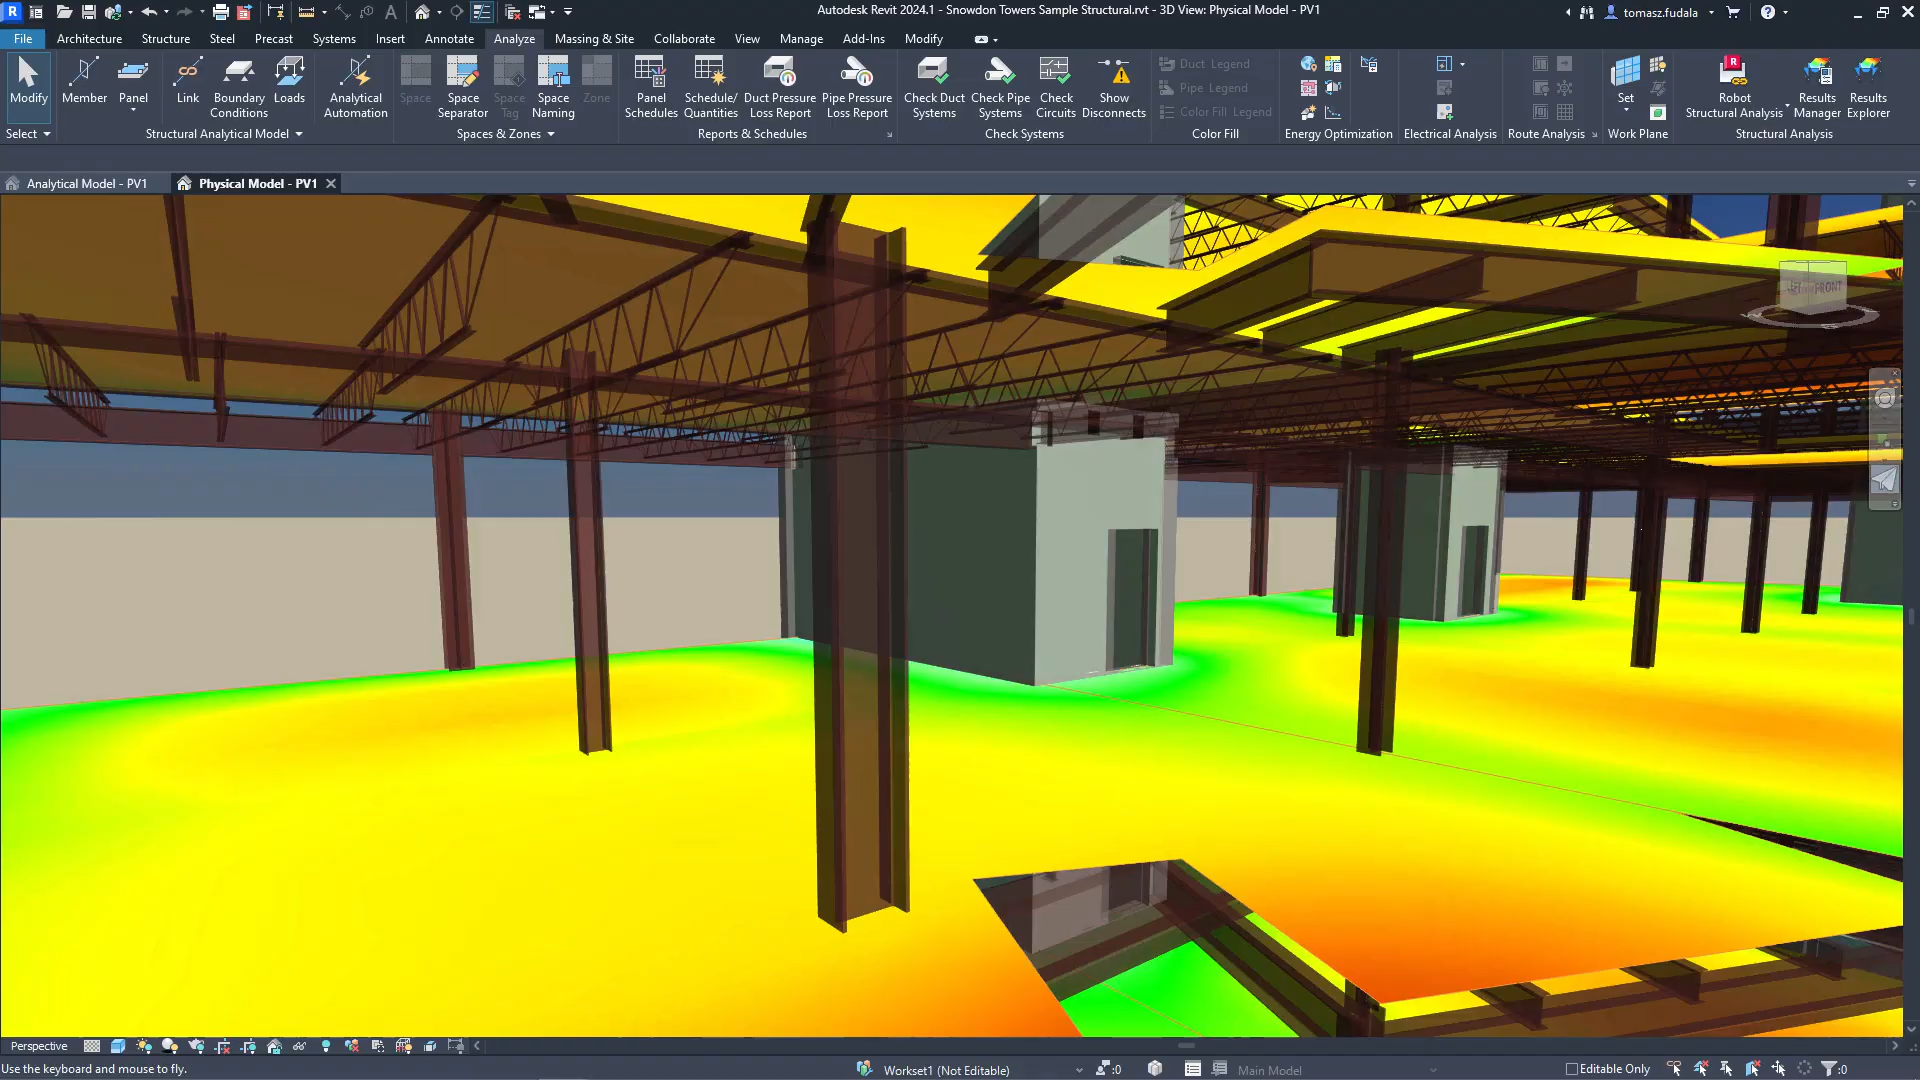 R
A
Autodesk Revit 2024.1 - Snowdon Towers Sample Structural.rvt - 3D View: Physical Model - PV1
tomasz.fudala
File Architecture Structure Steel Precast Systems Insert Annotate Analyze Massing & Site Collaborate View Manage Add-Ins Modify
Modify
Member
Panel
Link
Boundary Conditions
Loads
Analytical Automation
Space
Space Separator
Space Tag
Space Naming
Zone
Panel Schedules
Schedule/ Quantities
Duct Pressure Loss Report
Pipe Pressure Loss Report
Check Duct Systems
Check Pipe Systems
Check Circuits
Show Disconnects
Duct Legend
Pipe Legend
Color Fill Legend
Set
R
Robot Structural Analysis
Results Manager
Results Explorer
Select Structural Analytical Model Spaces & Zones Reports & Schedules Check Systems Color Fill Energy Optimization Electrical Analysis Route Analysis Work Plane Structural Analysis
Analytical Model - PV1 Physical Model - PV1
FRONT
Perspective
Use the keyboard and mouse to fly. Workset1 (Not Editable) :0 Main Model Editable Only :0